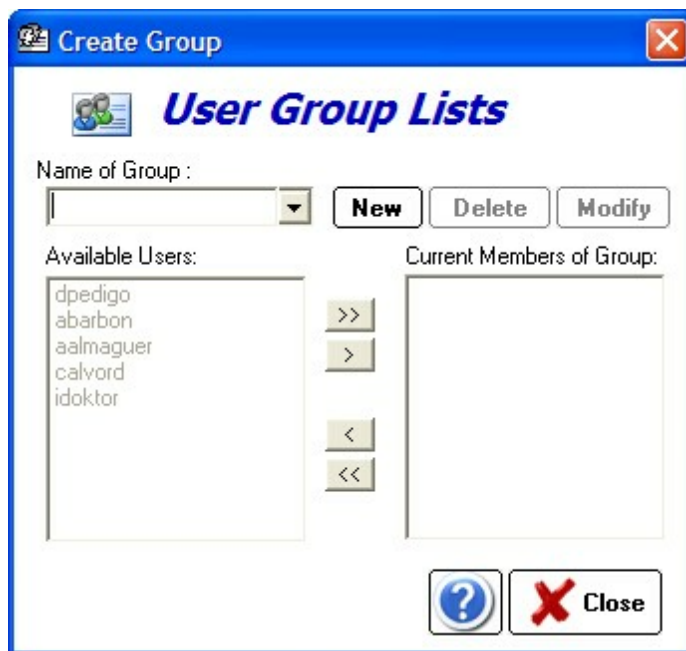 Create Group
User Group Lists
Name of Group :
New Delete Modify
Available Users:
Current Members of Group:
dpedigo
abarbon
aalmaguer
calvord
idoktor
>>
>
<
<<
? Close